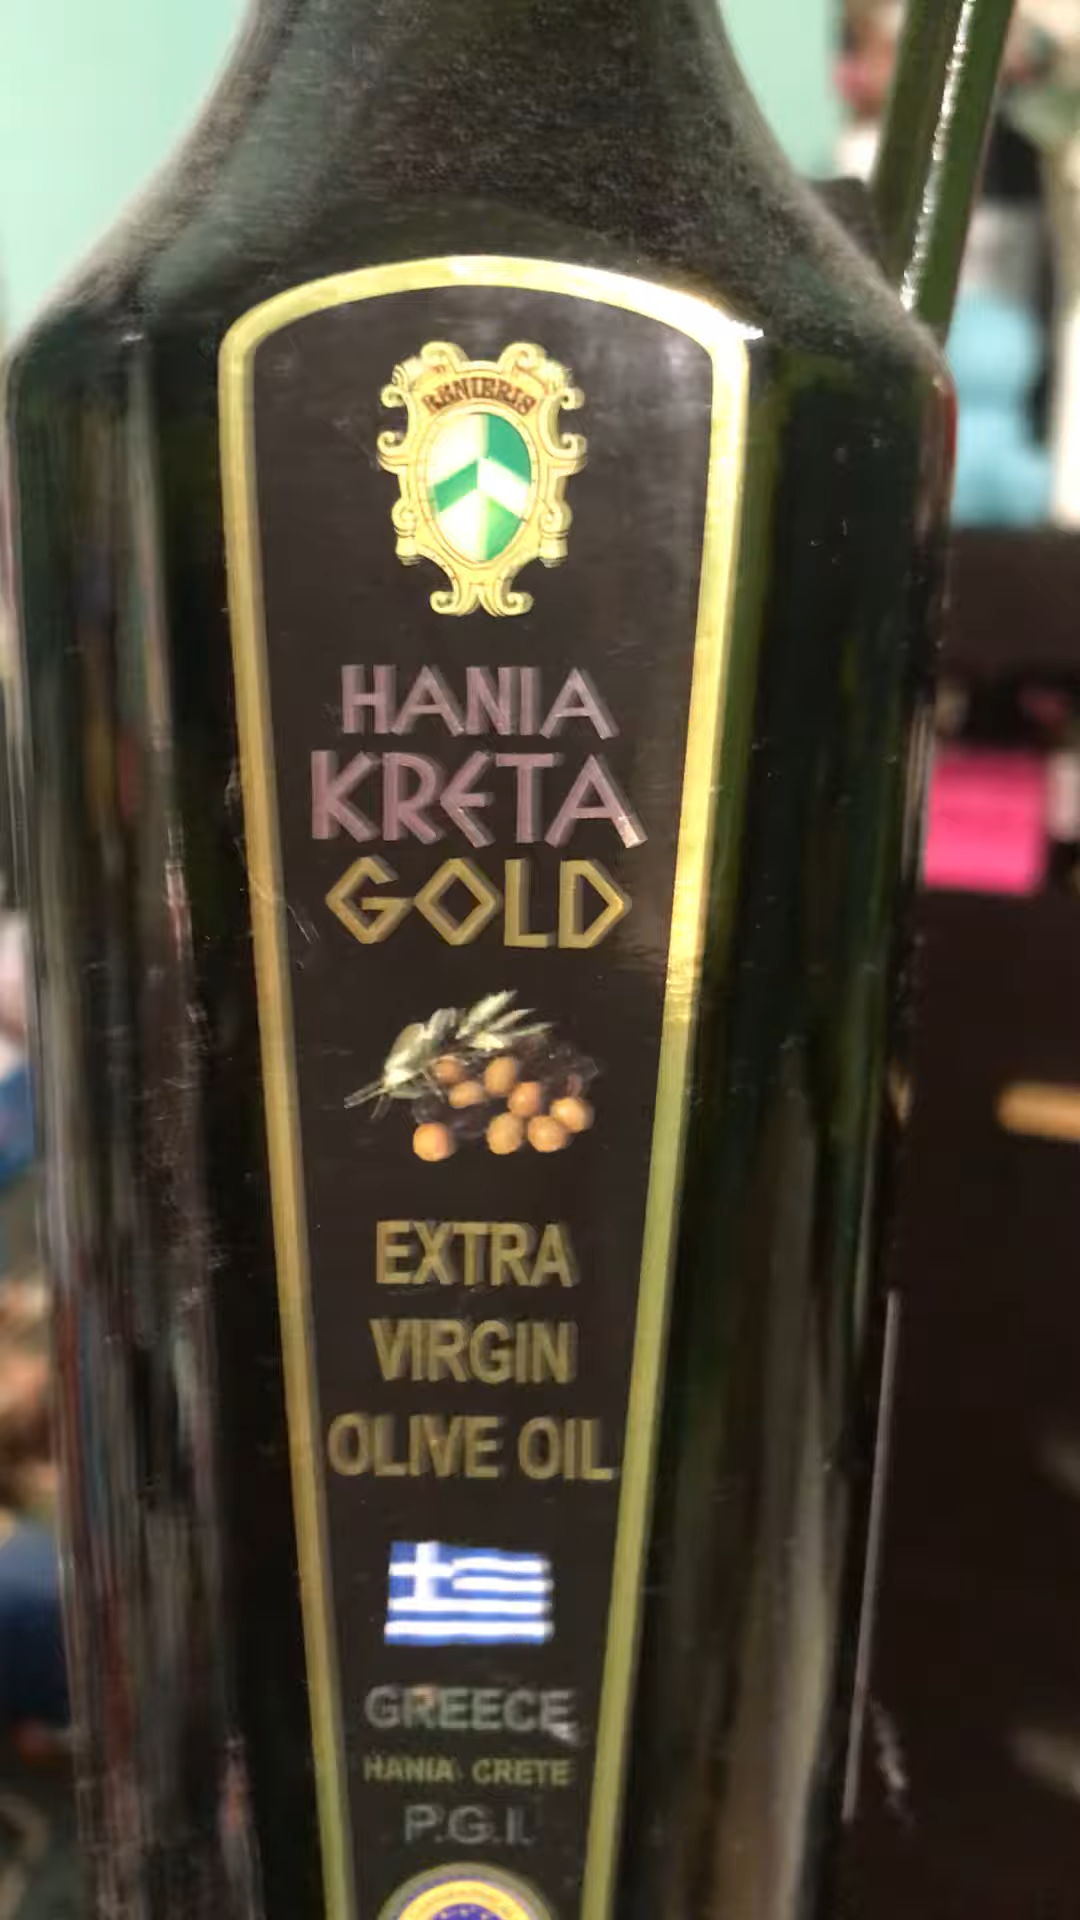 RENIERIS
HANIA
KRETA
GOLD
EXTRA
VIRGIN
OLIVE OIL
GREECE
HANIA CRETE
P.G.I.